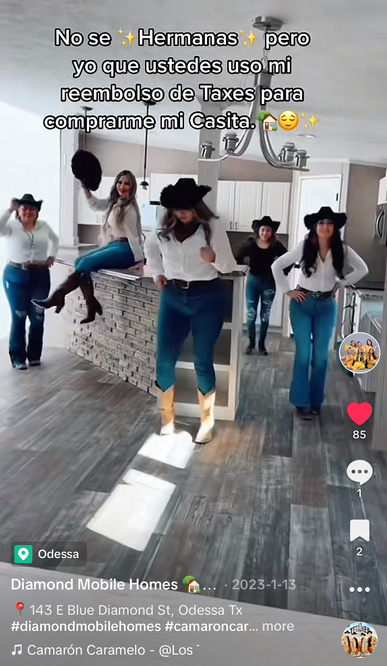 No se ✨Hermanas✨ pero
yo que ustedes uso mi
reembolso de Taxes para
comprarme mi Casita.🏡😌✨
85
1
2
Odessa
Diamond Mobile Homes 🏡... · 2023-1-13
📍 143 E Blue Diamond St, Odessa Tx
#diamondmobilehomes #camaroncar... more
♫ Camarón Caramelo - @Los